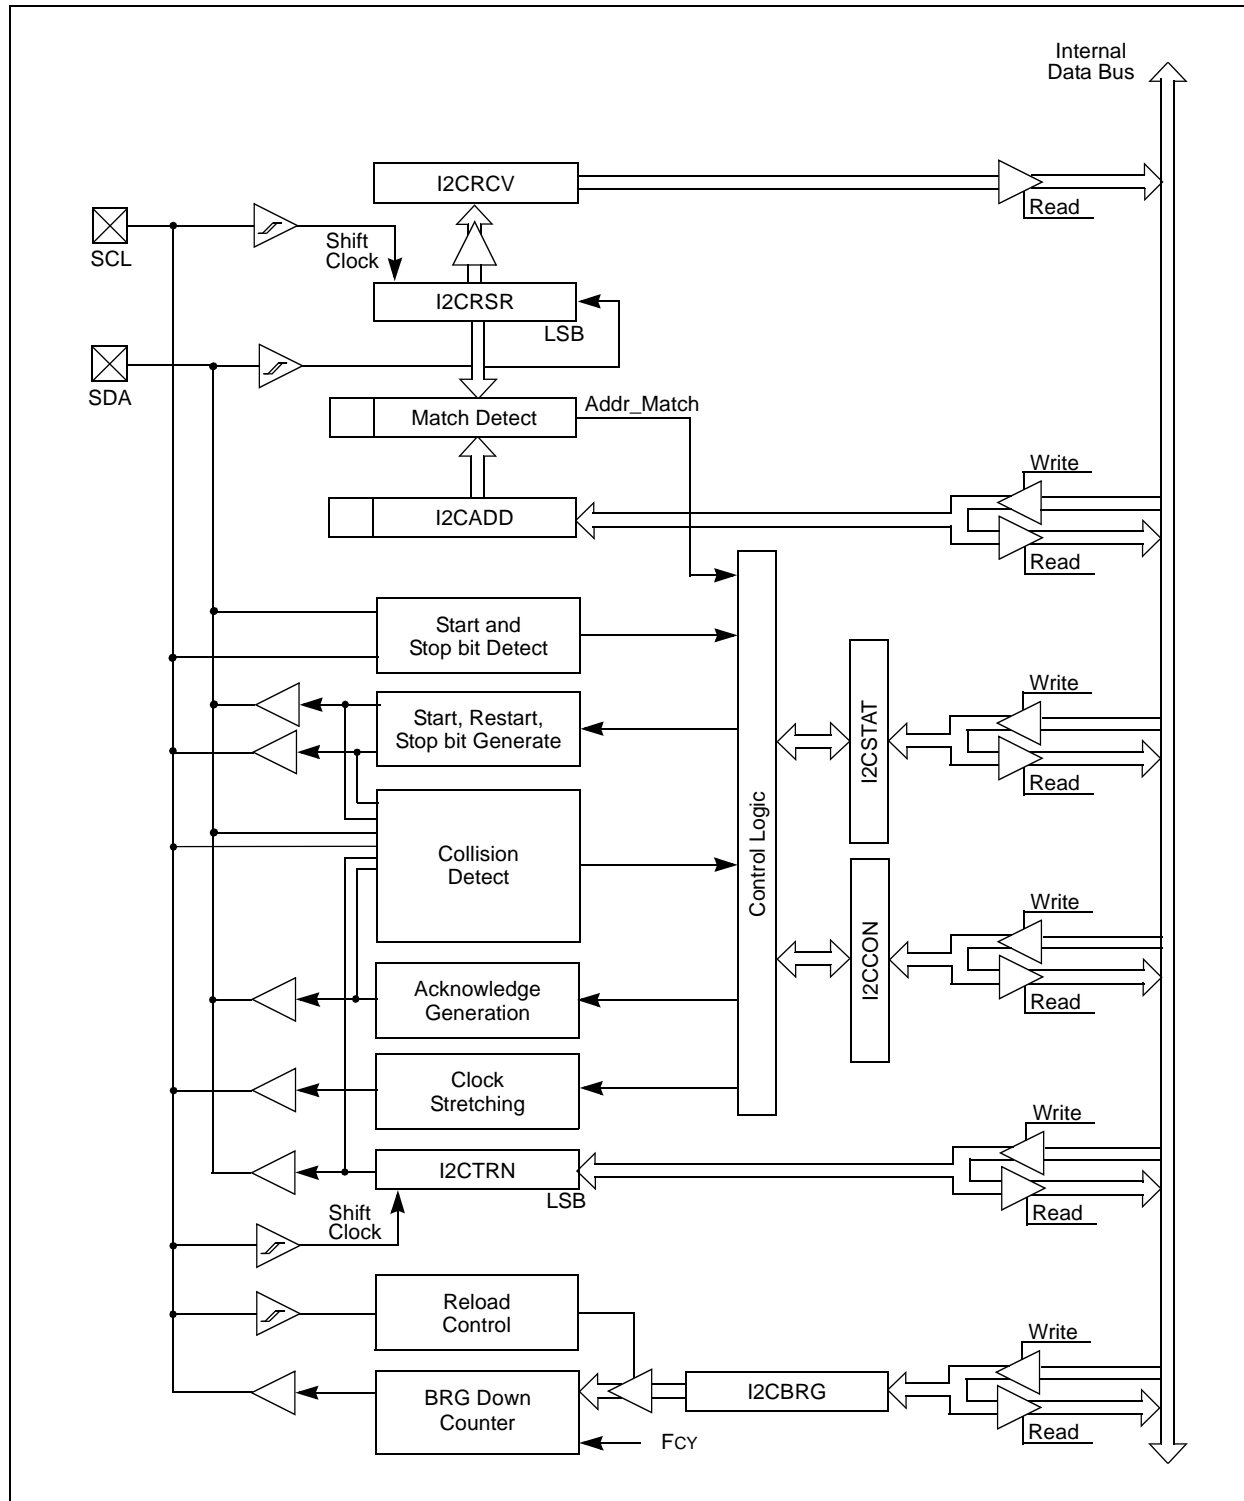 Internal
Data Bus
I2CRCV
Read
SCL
Shift
Clock
I2CRSR
LSB
SDA
Match Detect
Addr_Match
Write
I2CADD
Read
Start and
Stop bit Detect
Start, Restart,
Stop bit Generate
Write
I2CSTAT
Read
Control Logic
Collision
Detect
Write
I2CCON
Read
Acknowledge
Generation
Clock
Stretching
Write
I2CTRN
LSB
Read
Shift
Clock
Reload
Control
Write
BRG Down
Counter
I2CBRG
Read
FCY